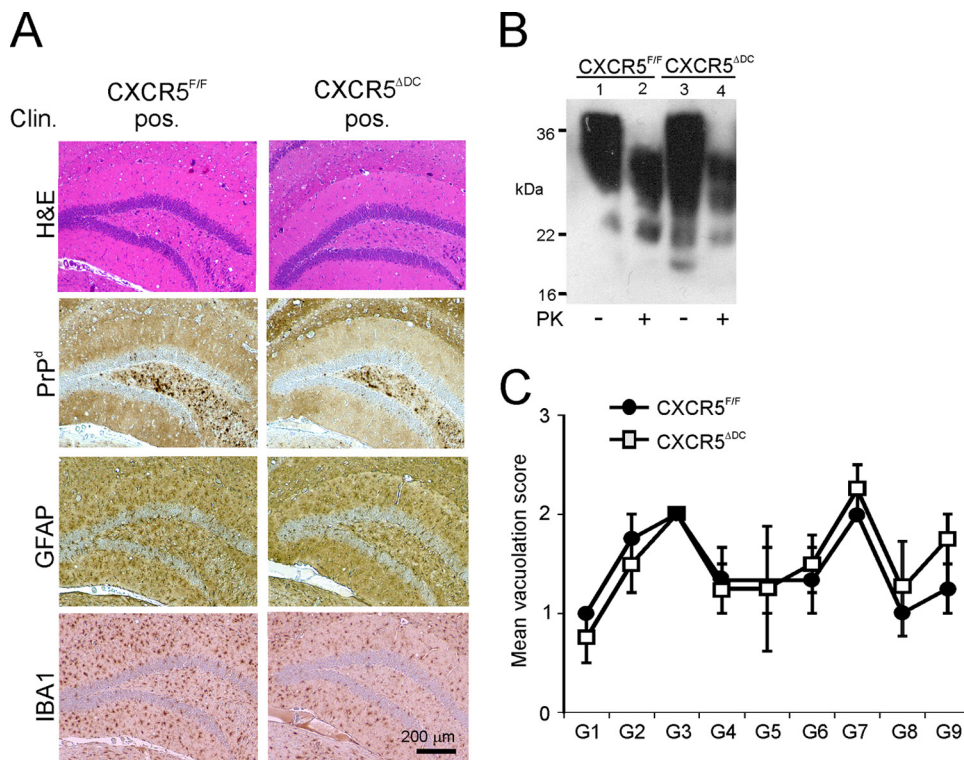 A
CXCR5F/F CXCR5ΔDC
Clin. pos. pos.
H&E
PrPd
GFAP
IBA1
200 μm
B
CXCR5F/F CXCR5ΔDC
1 2 3 4
36
kDa
22
16
PK - + - +
C
CXCR5F/F
CXCR5ΔDC
Mean vacuolation score
3
2
1
0
G1 G2 G3 G4 G5 G6 G7 G8 G9